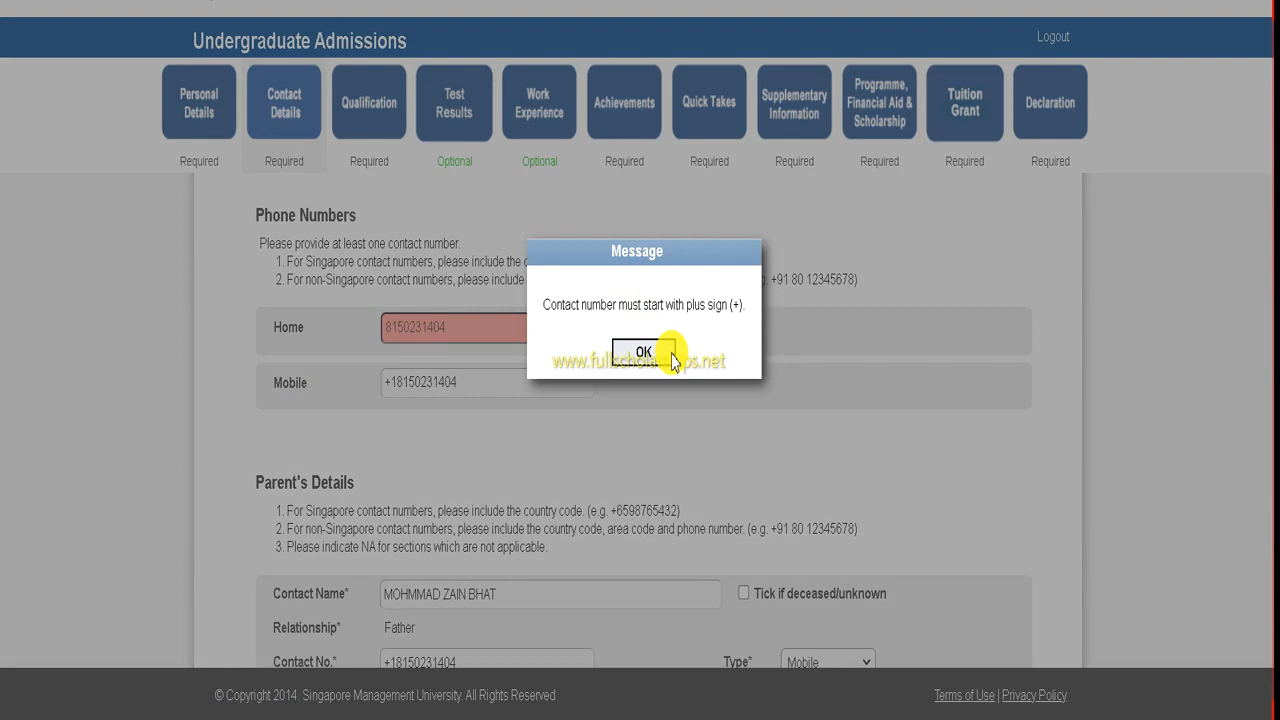 Undergraduate Admissions
Logout
Personal Details
Contact Details
Qualification
Test Results
Work Experience
Achievements
Quick Takes
Supplementary Information
Programme, Financial Aid & Scholarship
Tuition Grant
Declaration
Required
Required
Required
Optional
Optional
Required
Required
Required
Required
Required
Required
Phone Numbers
Please provide at least one contact number.
1. For Singapore contact numbers, please include the
2. For non-Singapore contact numbers, please include
+91 80 12345678)
Message
Contact number must start with plus sign (+).
OK
Home 8150231404
Mobile +18150231404
Parent's Details
1. For Singapore contact numbers, please include the country code. (e.g. +6598765432)
2. For non-Singapore contact numbers, please include the country code, area code and phone number. (e.g. +91 80 12345678)
3. Please indicate NA for sections which are not applicable.
Contact Name* MOHMMAD ZAIN BHAT Tick if deceased/unknown
Relationship* Father
Contact No.* +18150231404 Type* Mobile
© Copyright 2014. Singapore Management University. All Rights Reserved
Terms of Use | Privacy Policy